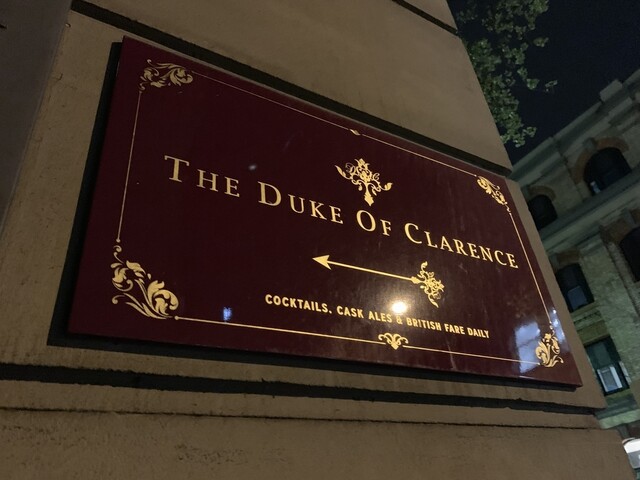 The Duke Of Clarence
COCKTAILS, CASK ALES & BRITISH FARE DAILY